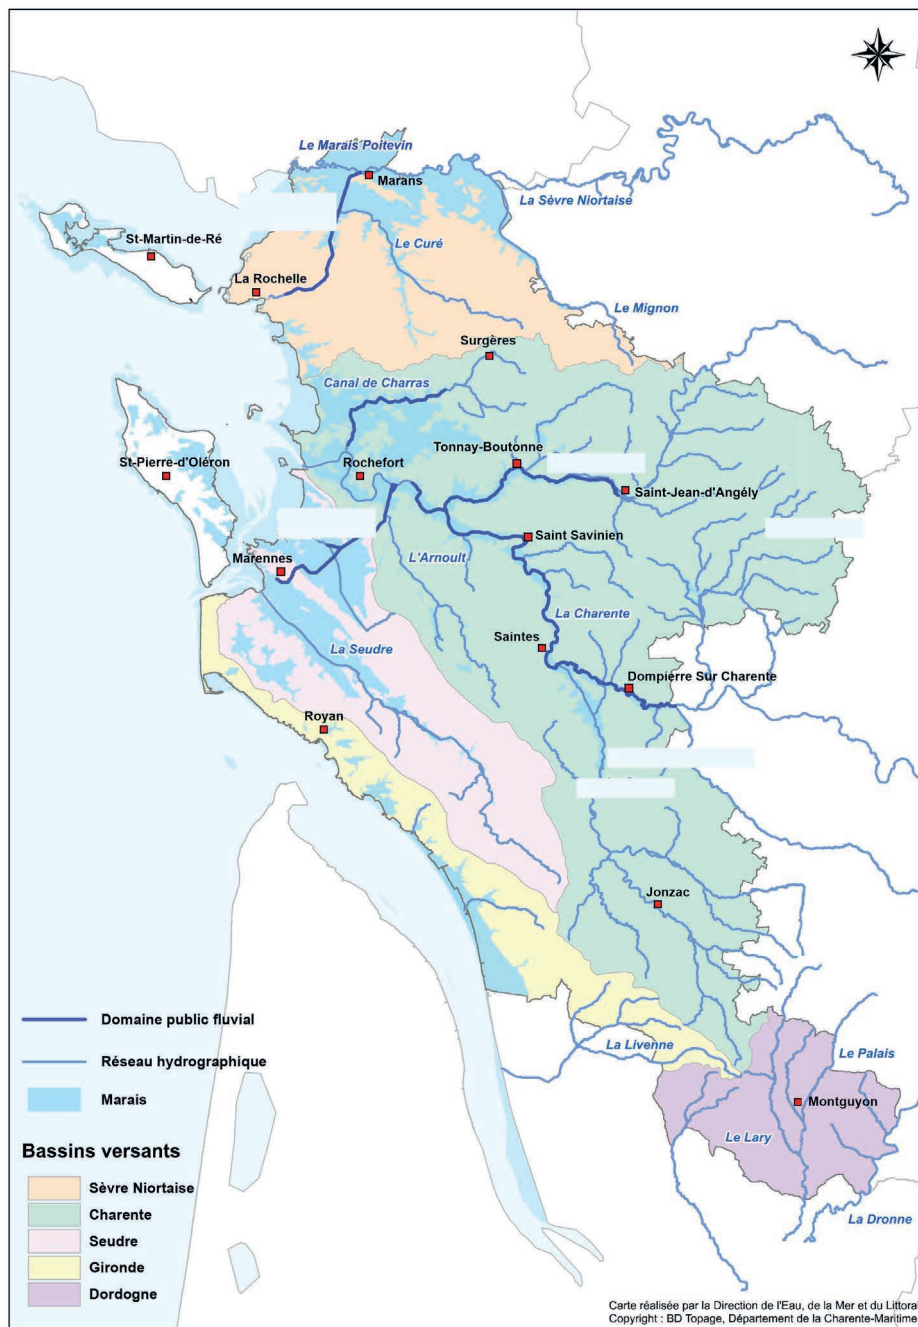 Le Marais Poitevin
Marans
La Sèvre Niortaise
St-Martin-de-Ré
Le Curé
La Rochelle
Le Mignon
Surgères
Canal de Charras
Tonnay-Boutonne
St-Pierre-d'Oléron
Rochefort
Saint-Jean-d'Angély
Saint Savinien
L'Arnoult
Marennes
La Charente
Saintes
La Seudre
Dompierre Sur Charente
Royan
Jonzac
Domaine public fluvial
La Livenne
Le Palais
Réseau hydrographique
Marais
Montguyon
Le Lary
Bassins versants
Sèvre Niortaise
Charente
La Dronne
Seudre
Gironde
Dordogne
Carte réalisée par la Direction de l'Eau, de la Mer et du Littoral
Copyright : BD Topage, Département de la Charente-Maritime